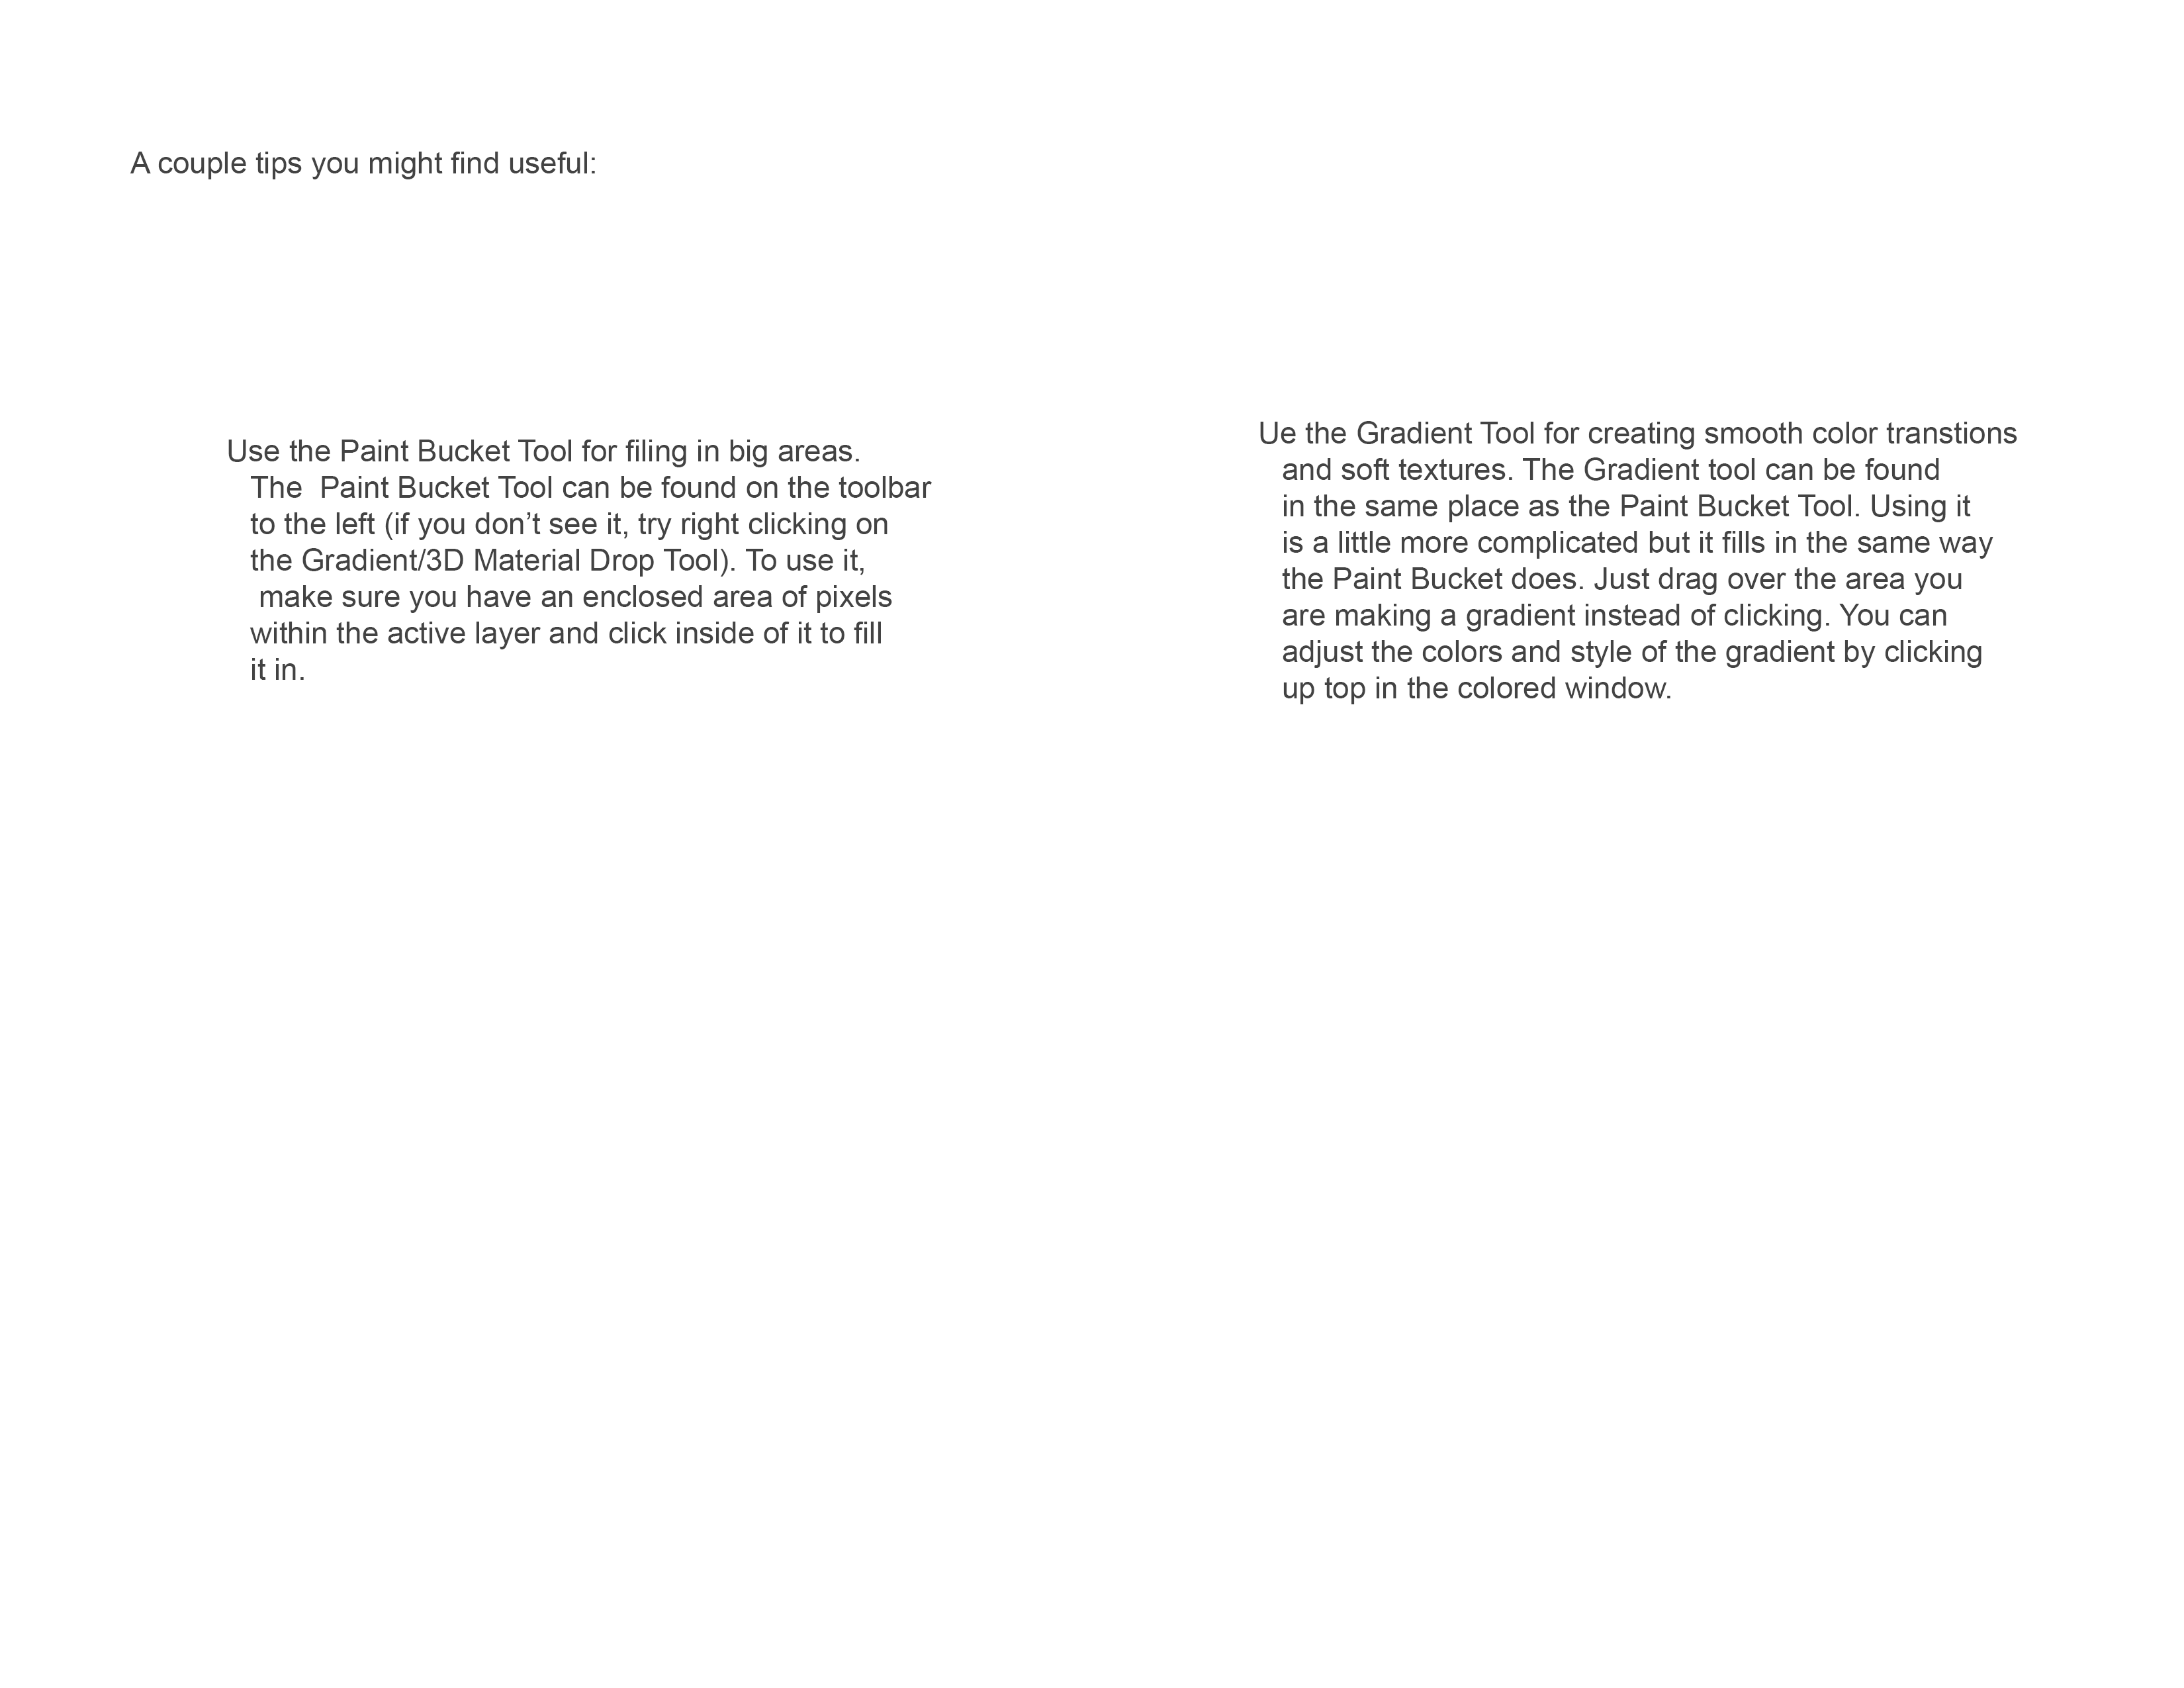 A couple tips you might find useful:
Use the Paint Bucket Tool for filing in big areas.
The  Paint Bucket Tool can be found on the toolbar
to the left (if you don’t see it, try right clicking on
the Gradient/3D Material Drop Tool). To use it,
make sure you have an enclosed area of pixels
within the active layer and click inside of it to fill
it in.
Ue the Gradient Tool for creating smooth color transtions
and soft textures. The Gradient tool can be found
in the same place as the Paint Bucket Tool. Using it
is a little more complicated but it fills in the same way
the Paint Bucket does. Just drag over the area you
are making a gradient instead of clicking. You can
adjust the colors and style of the gradient by clicking
up top in the colored window.